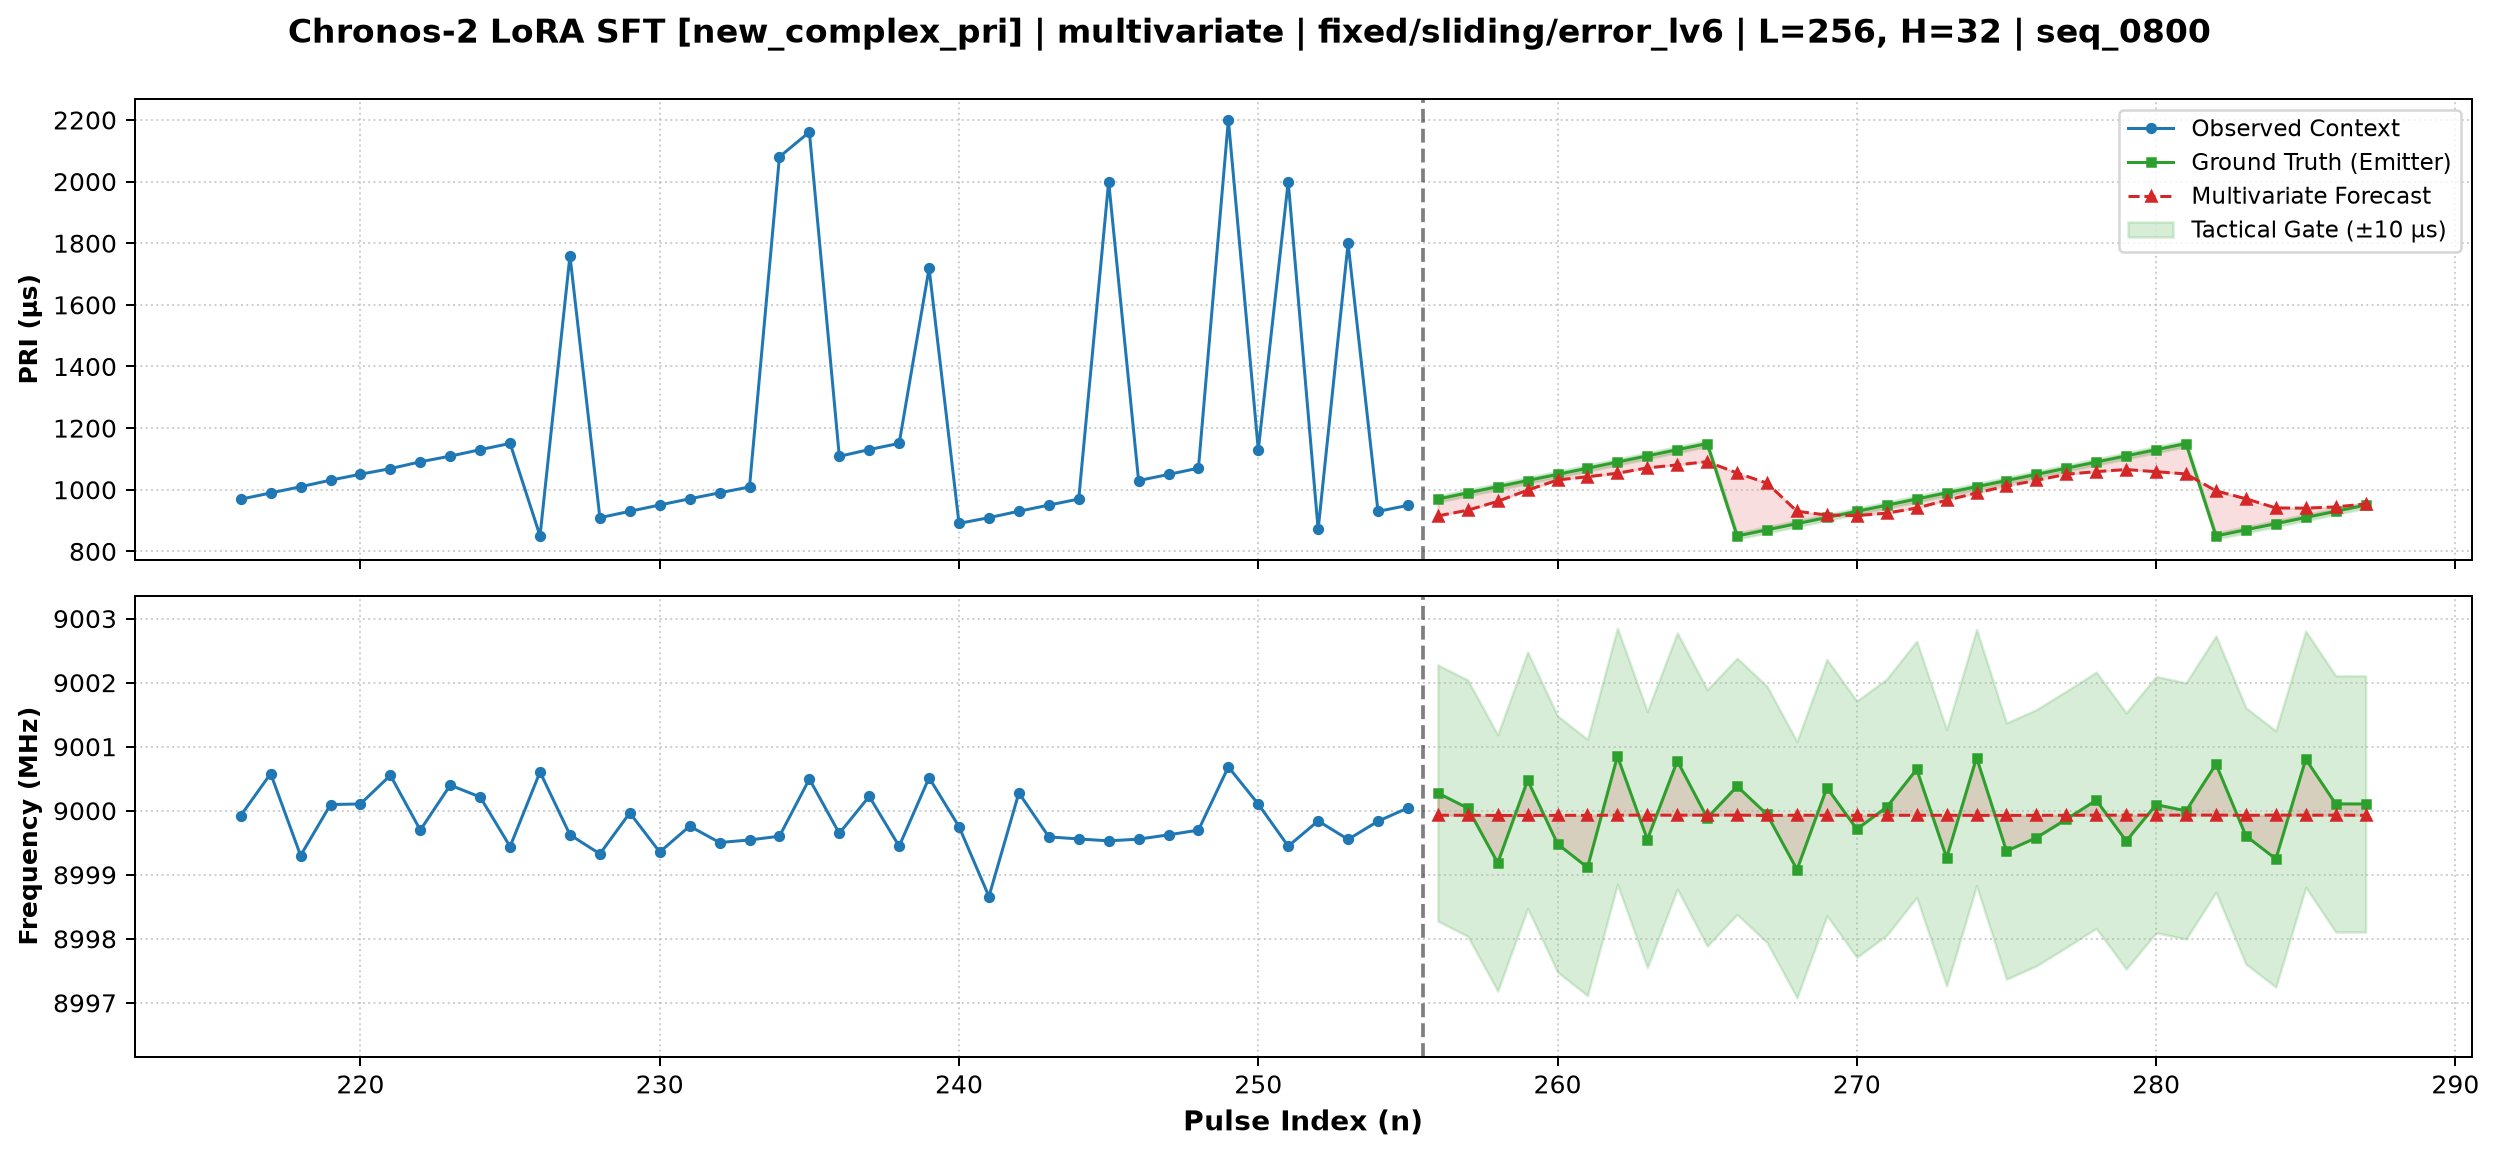 Chronos-2 LoRA SFT [new_complex_pri] | multivariate | fixed/sliding/error_lv6 | L=256, H=32 | seq_0800
PRI (µs)
2200
2000
1800
1600
1400
1200
1000
800
Observed Context
Ground Truth (Emitter)
Multivariate Forecast
Tactical Gate (±10 µs)
Frequency (MHz)
9003
9002
9001
9000
8999
8998
8997
220 230 240 250 260 270 280 290
Pulse Index (n)